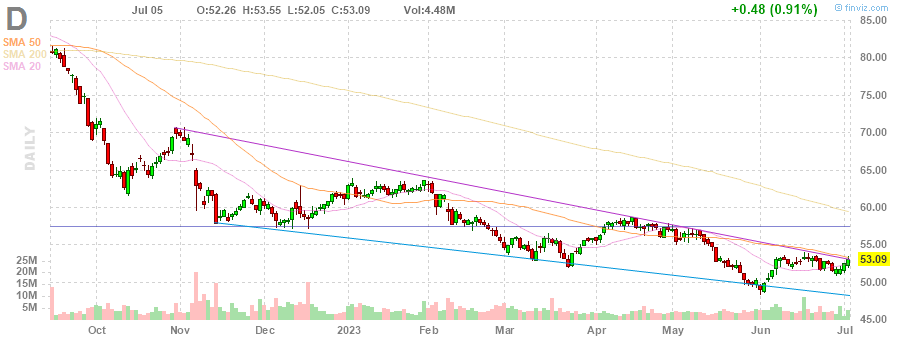 D Jul 05 O:52.26 H:53.55 L:52.05 C:53.09 Vol:4.48M +0.48 (0.91%) finviz.com
85.00
SMA 50
SMA 200
80.00
SMA 20
75.00
70.00
DAILY
65.00
60.00
55.00
25M
53.09
20M
15M
50.00
10M
5M
45.00
Oct Nov Dec 2023 Feb Mar Apr May Jun Jul